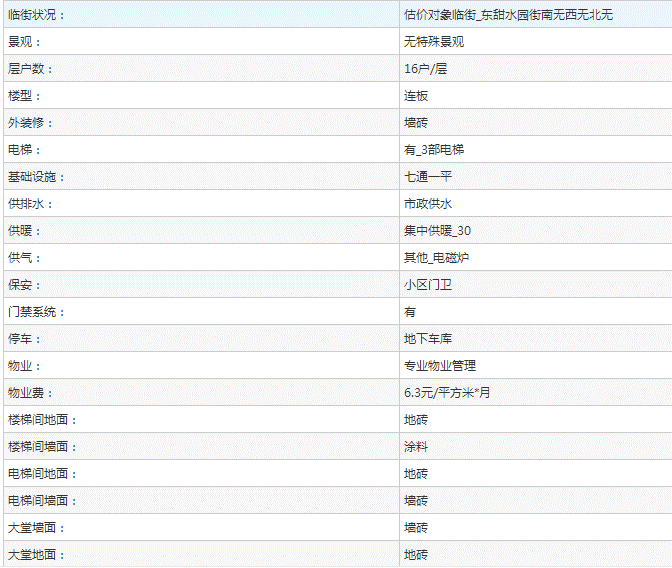 临街状况： 估价对象临街_东甜水园街南无西无北无
景观： 无特殊景观
层户数： 16户/层
楼型： 连板
外装修： 墙砖
电梯： 有_3部电梯
基础设施： 七通一平
供排水： 市政供水
供暖： 集中供暖_30
供气： 其他_电磁炉
保安： 小区门卫
门禁系统： 有
停车： 地下车库
物业： 专业物业管理
物业费： 6.3元/平方米*月
楼梯间地面： 地砖
楼梯间墙面： 涂料
电梯间地面： 地砖
电梯间墙面： 墙砖
大堂墙面： 墙砖
大堂地面： 地砖